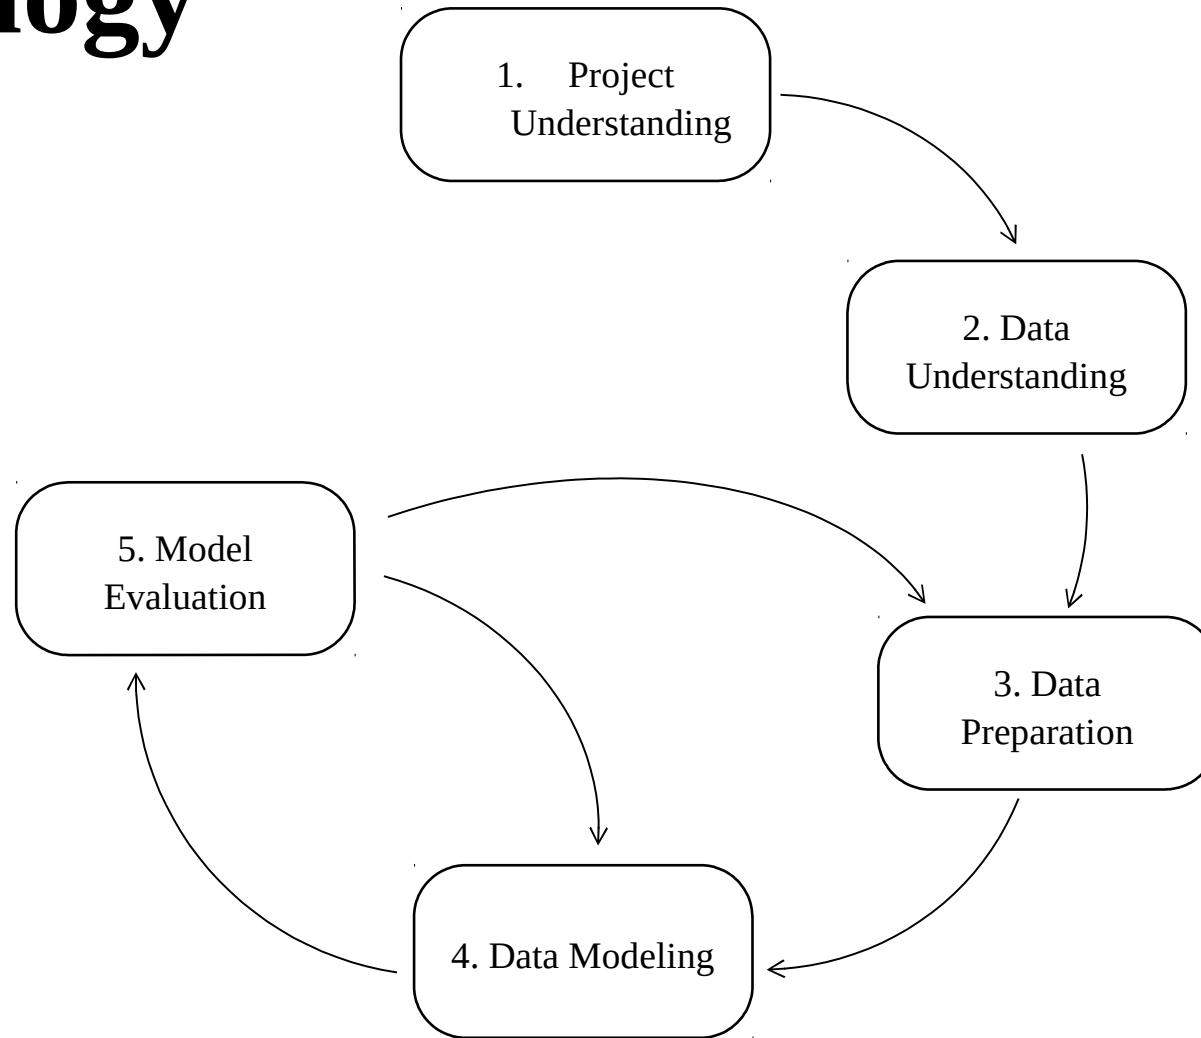 logy
1. Project
Understanding
2. Data
Understanding
5. Model
Evaluation
3. Data
Preparation
4. Data Modeling